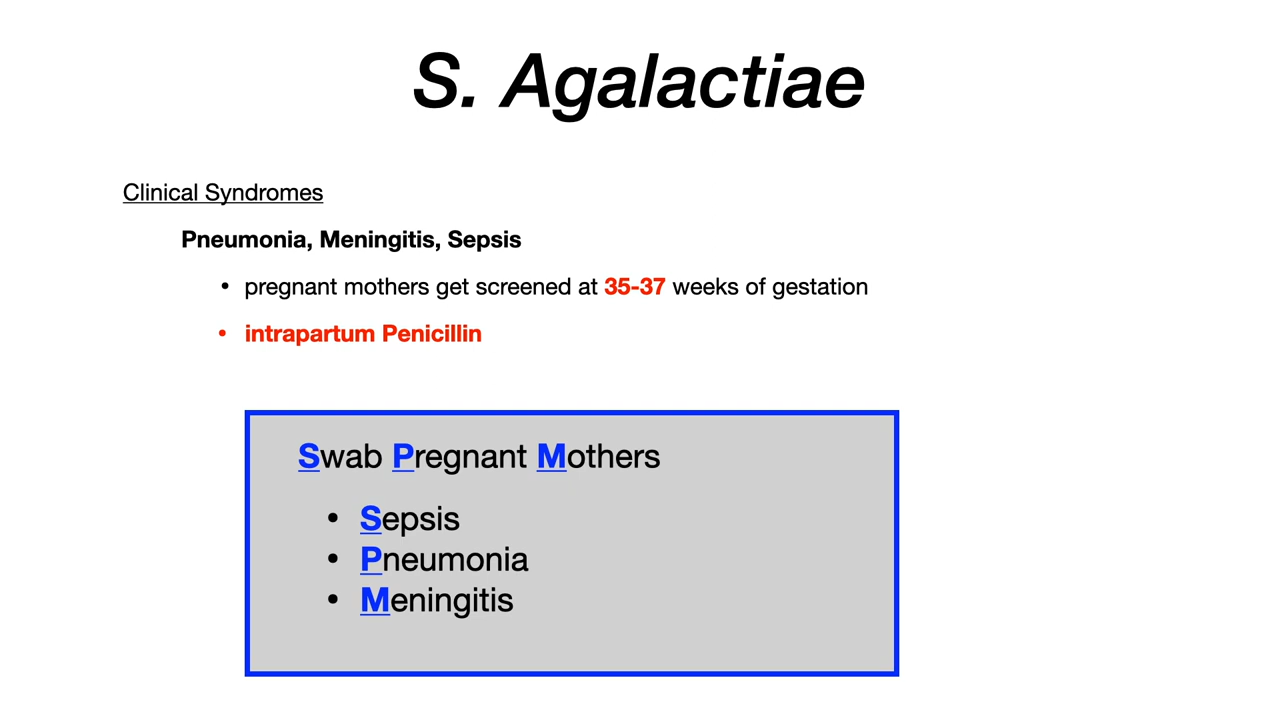 S. Agalactiae
Clinical Syndromes
Pneumonia, Meningitis, Sepsis
• pregnant mothers get screened at 35-37 weeks of gestation
• intrapartum Penicillin
Swab Pregnant Mothers
• Sepsis
• Pneumonia
• Meningitis